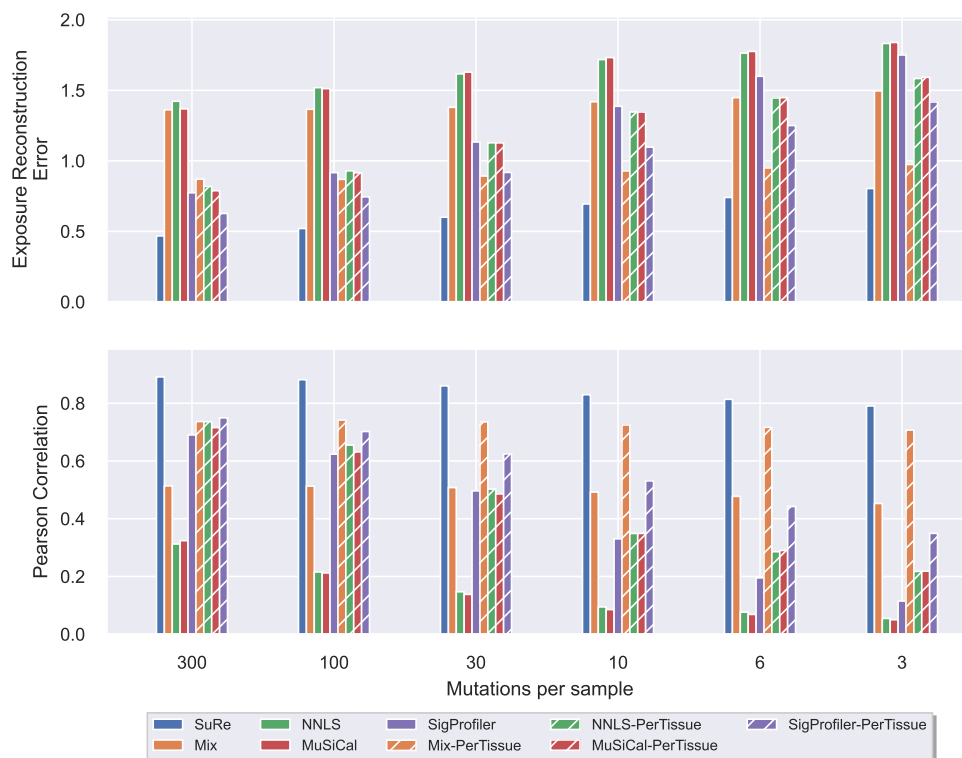 2.0
1.5
1.0
0.5
0.0
Exposure Reconstruction
Error
0.8
0.6
0.4
0.2
0.0
Pearson Correlation
300 100 30 10 6 3
Mutations per sample
SuRe NNLS SigProfiler NNLS-PerTissue SigProfiler-PerTissue
Mix MuSiCal Mix-PerTissue MuSiCal-PerTissue